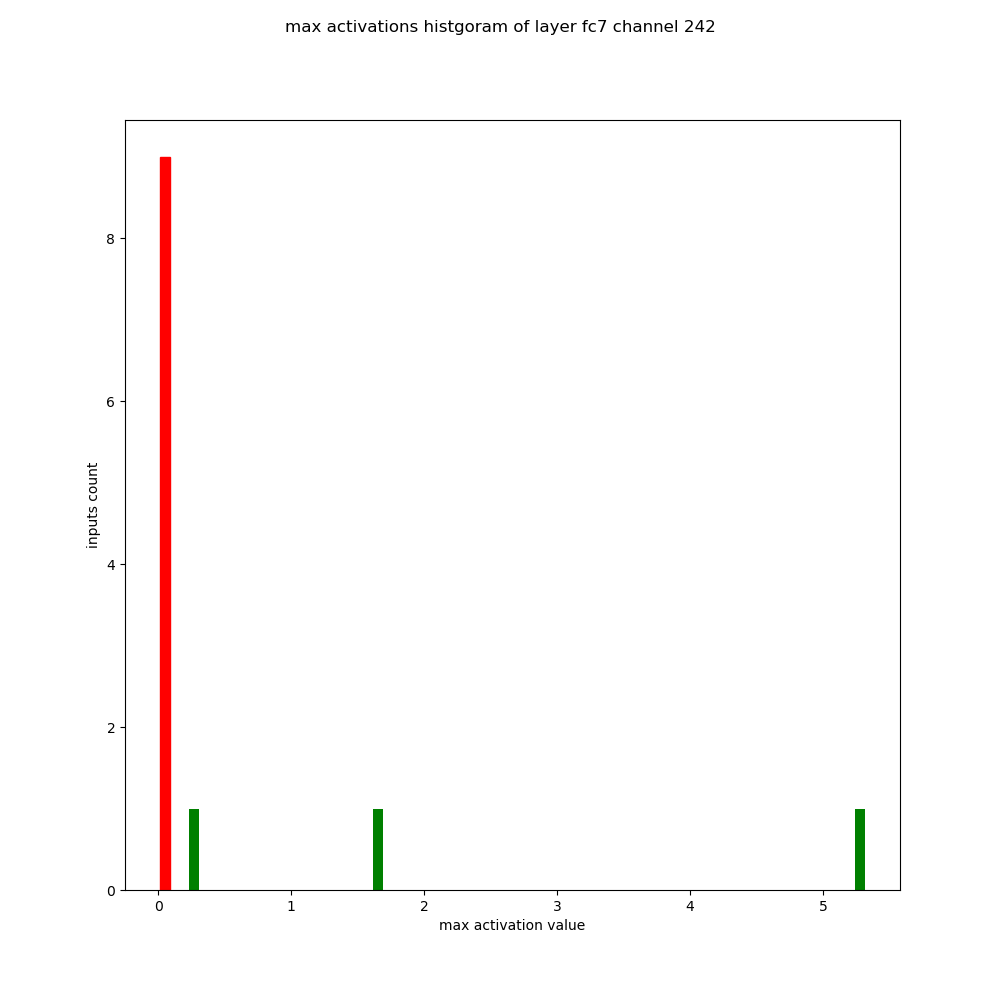 max activations histgoram of layer fc7 channel 242
inputs count
8
6
4
2
0
0 1 2 3 4 5
max activation value